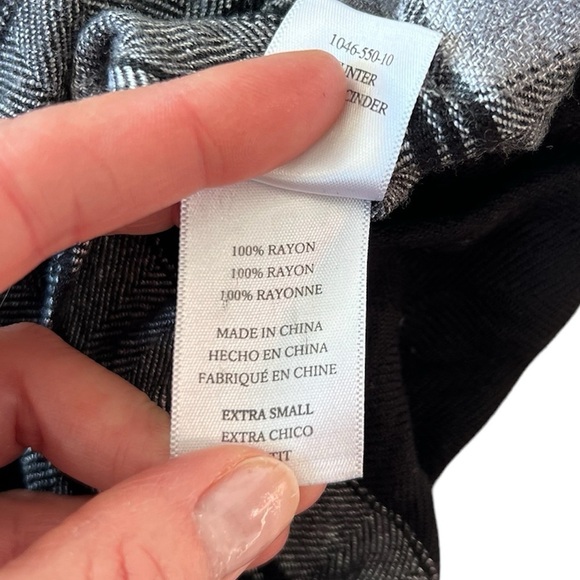 1046-550-10
CINDER
100% RAYON
100% RAYON
100% RAYONNE
MADE IN CHINA
HECHO EN CHINA
FABRIQUÉ EN CHINE
EXTRA SMALL
EXTRA CHICO